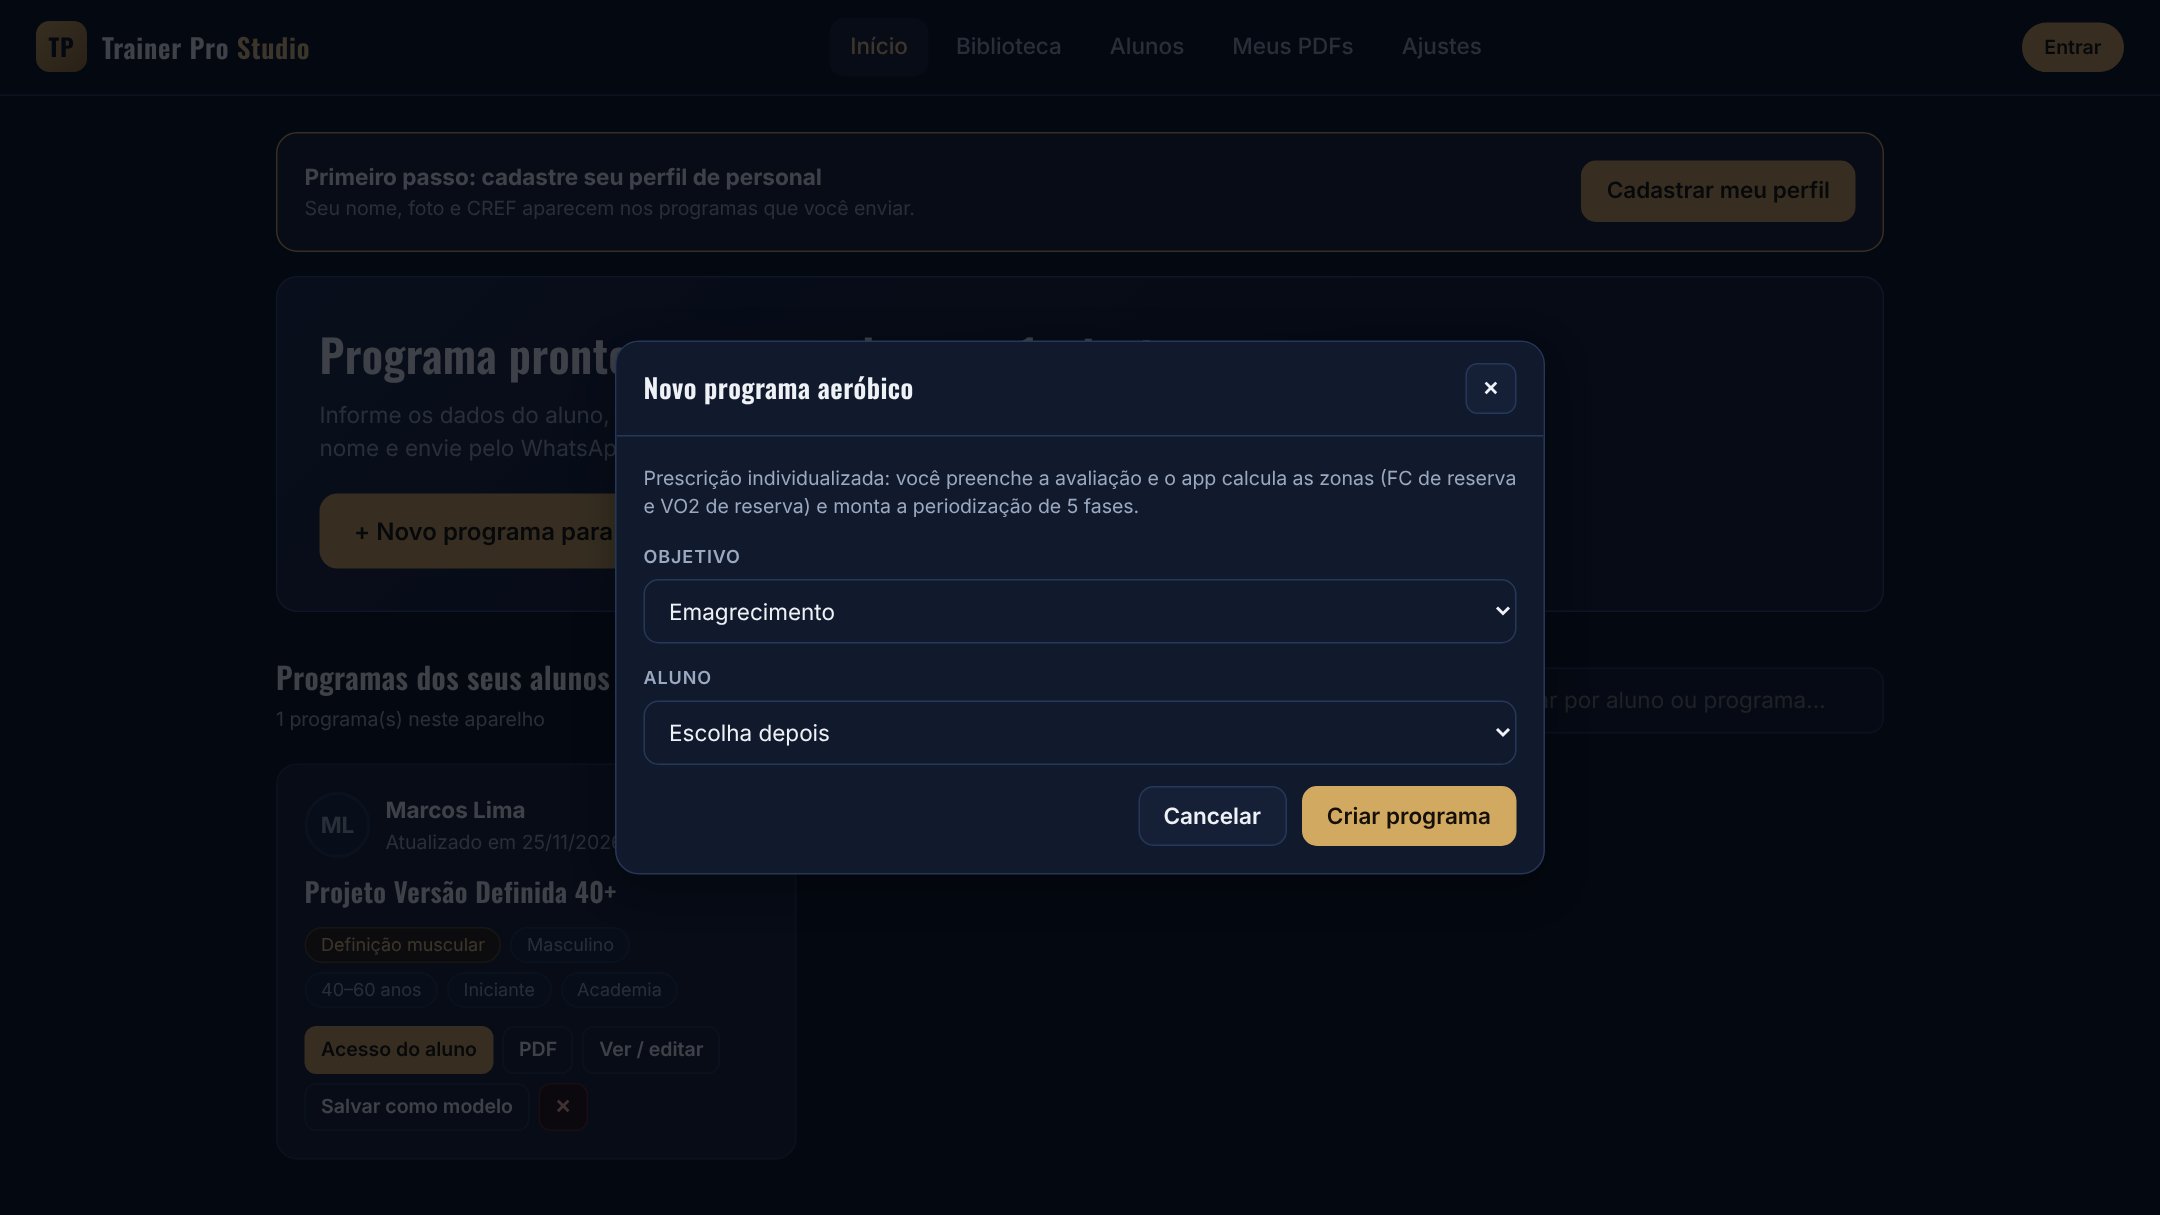 TP Trainer Pro Studio
Início
Biblioteca
Alunos
Meus PDFs
Ajustes
Entrar
Primeiro passo: cadastre seu perfil de personal
Seu nome, foto e CREF aparecem nos programas que você enviar.
Cadastrar meu perfil
Programa
Informe os dados do aluno,
nome e envie pelo
+ Novo programa para
Novo programa aeróbico
×
Prescrição individualizada: você preenche a avaliação e o app calcula as zonas (FC de reserva
e VO2 de reserva) e monta a periodização de 5 fases.
OBJETIVO
Emagrecimento
ALUNO
Escolha depois
Cancelar
Criar programa
Programas dos seus alunos
1 programa(s) neste aparelho
por aluno ou programa...
ML
Marcos Lima
Atualizado em 25/11/2026
Projeto Versão Definida 40+
Definição muscular
Masculino
40–60 anos
Iniciante
Academia
Acesso do aluno
PDF
Ver / editar
Salvar como modelo
×